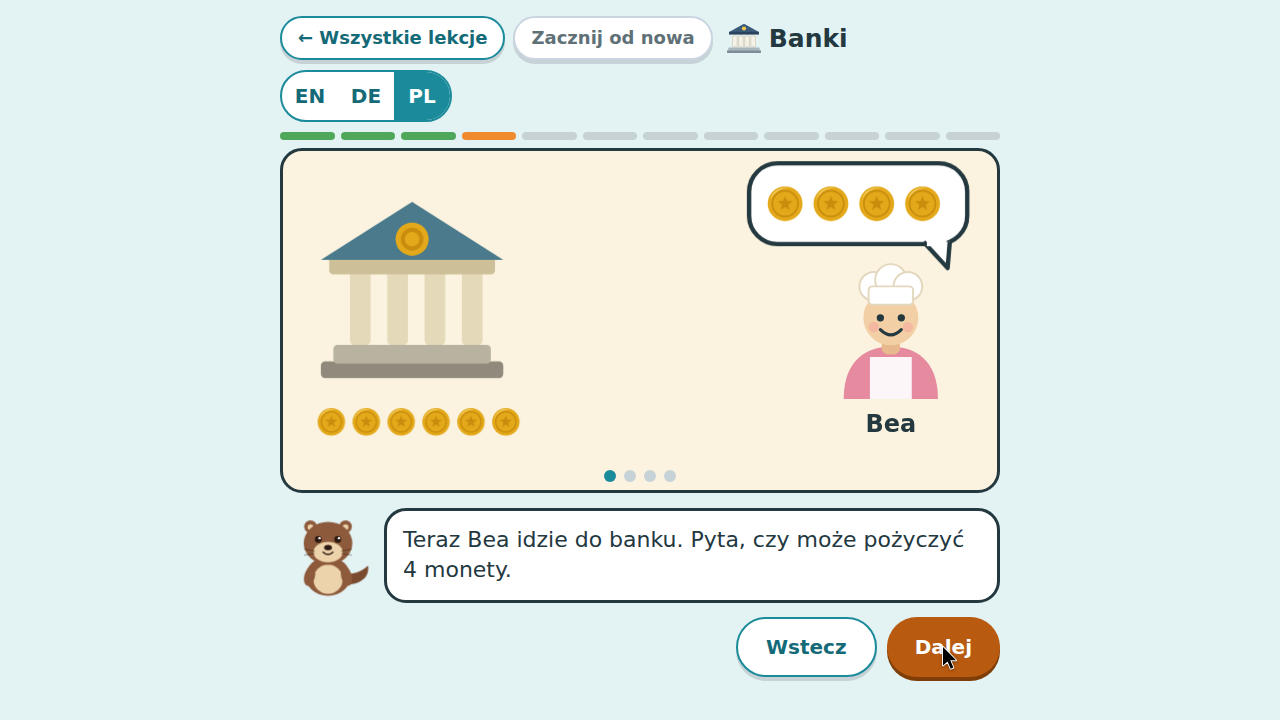 ← Wszystkie lekcje
Zacznij od nowa
Banki
EN DE PL
Bea
Teraz Bea idzie do banku. Pyta, czy może pożyczyć
4 monety.
Wstecz
Dalej